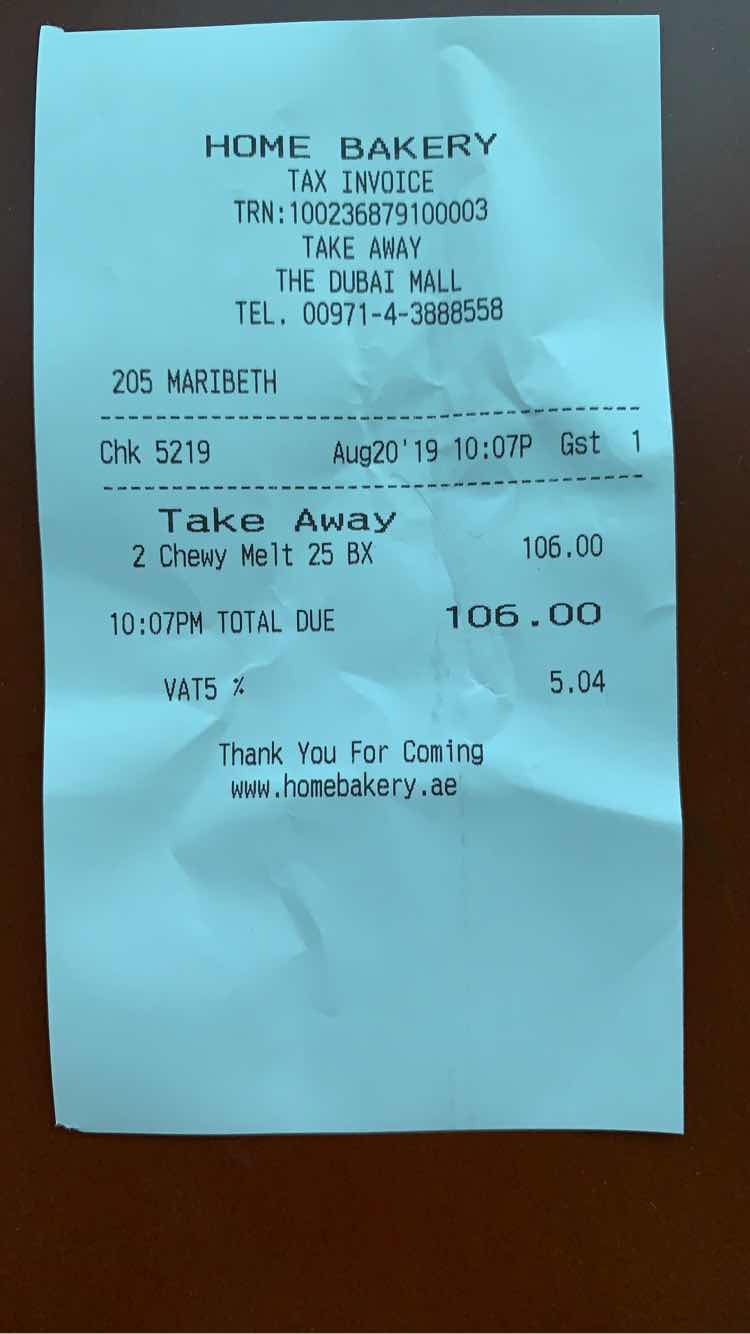 HOME BAKERY
TAX INVOICE
TRN:100236879100003
TAKE AWAY
THE DUBAI MALL
TEL. 00971-4-3888558
205 MARIBETH
Chk 5219 Aug20'19 10:07P Gst 1
Take Away
2 Chewy Melt 25 BX 106.00
10:07PM TOTAL DUE 106.00
VAT5 % 5.04
Thank You For Coming
www.homebakery.ae